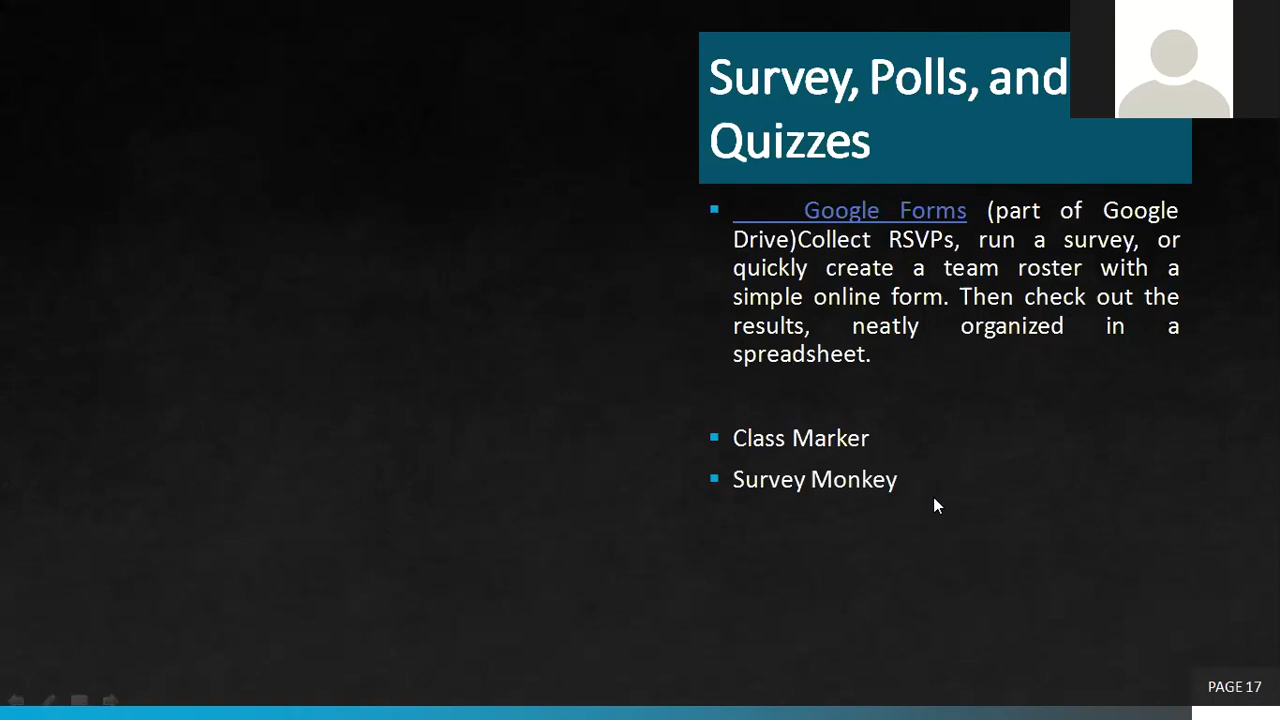 Survey, Polls, and
Quizzes
Google Forms (part of Google
Drive)Collect RSVPs, run a survey, or
quickly create a team roster with a
simple online form. Then check out the
results, neatly organized in a
spreadsheet.
Class Marker
Survey Monkey
PAGE 17